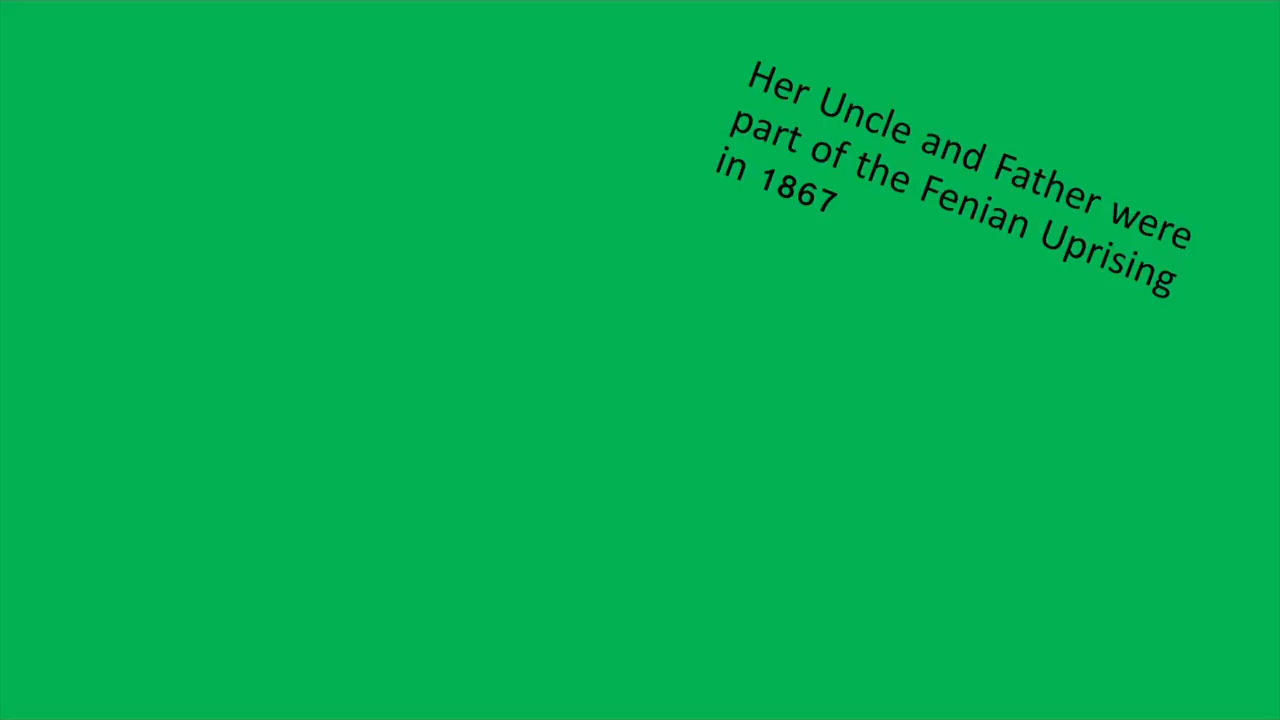 Her Uncle and Father were
part of the Fenian Uprising
in 1867